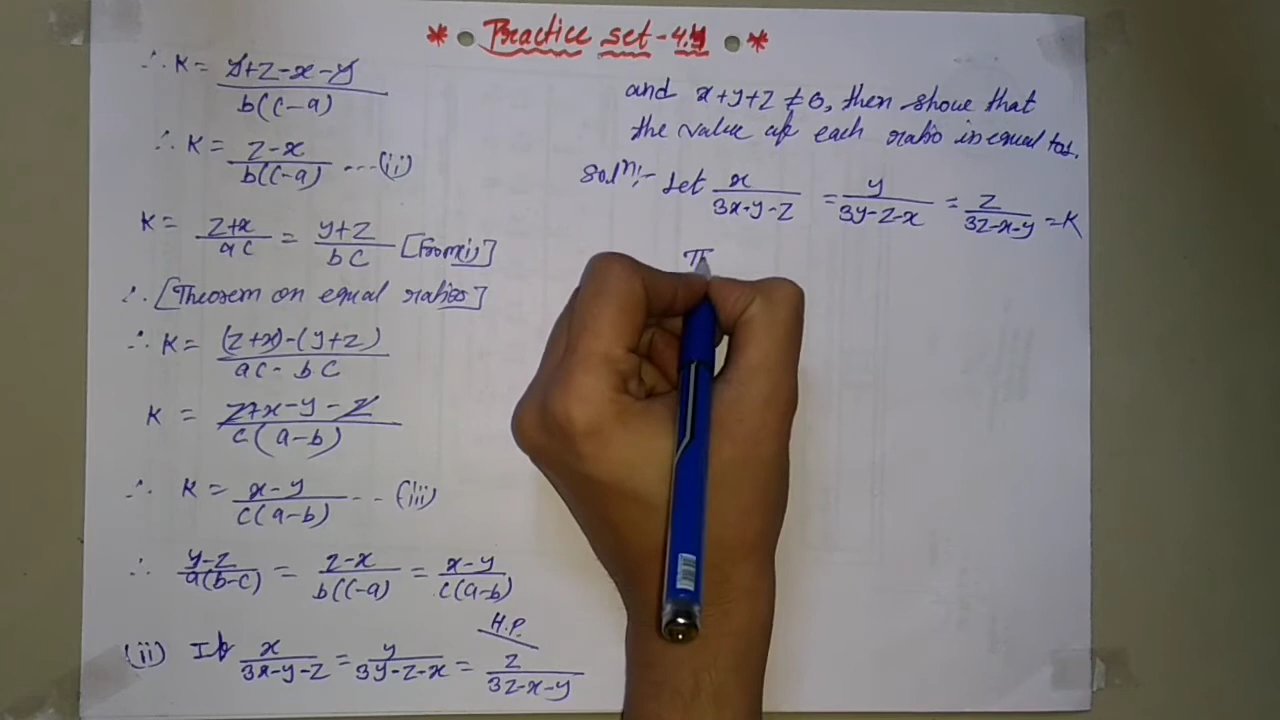 * • Practice set-4.4 • *
∴ K = y+z-x-y / b(c-a)
∴ K = z-x / b(c-a) ---(ii)
K = z+x / ac = y+z / bc [From(i)]
∴ [Theorem on equal ratios]
∴ K = (z+x)-(y+z) / ac-bc
K = z+x-y-z / c(a-b)
∴ K = x-y / c(a-b) --- (iii)
∴ y-z / a(b-c) = z-x / b(c-a) = x-y / c(a-b)
H.P.
(ii) If x / 3x-y-z = y / 3y-z-x = z / 3z-x-y
and x+y+z ≠ 0, then show that
the value of each ratio is equal to 1.
Solⁿ:- Let x / 3x-y-z = y / 3y-z-x = z / 3z-x-y = K